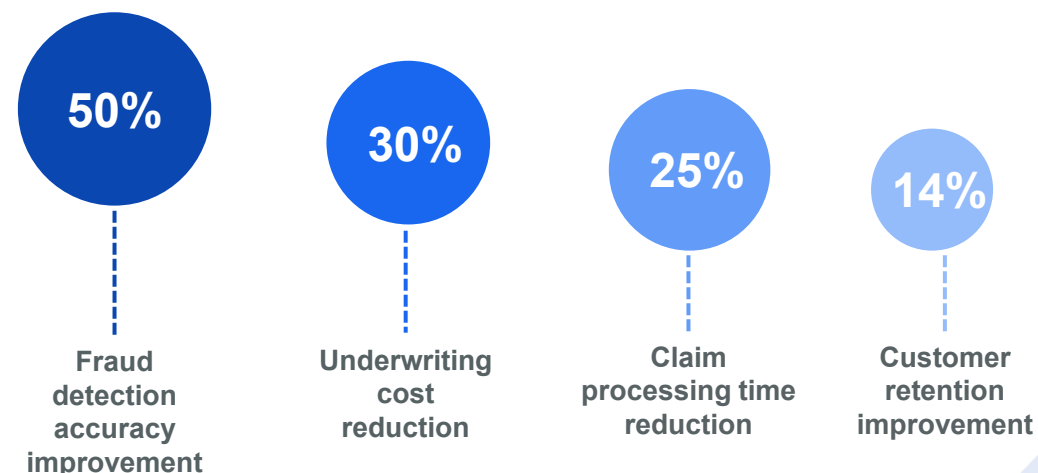 50%
Fraud
detection
accuracy
improvement
30%
Underwriting
cost
reduction
25%
Claim
processing time
reduction
14%
Customer
retention
improvement